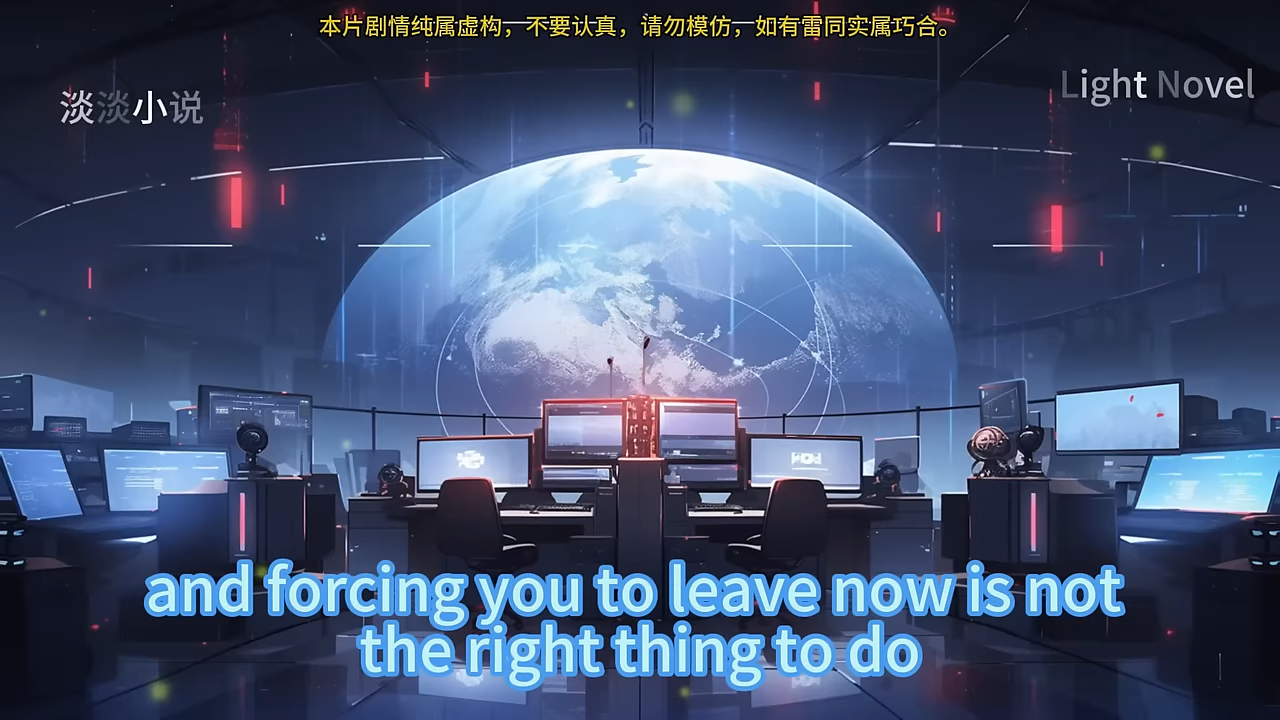 本片剧情纯属虚构，不要认真，请勿模仿，如有雷同实属巧合。
淡淡小说
Light Novel
and forcing you to leave now is not
the right thing to do